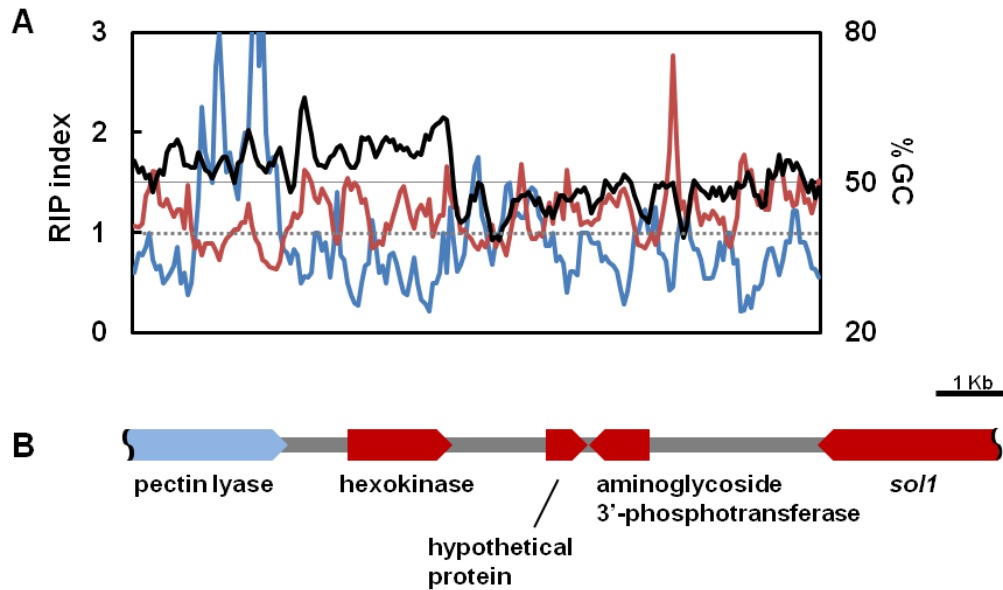 A
3
2
1
0
RIP index
80
50
20
% GC
1 Kb
B
pectin lyase
hexokinase
hypothetical
protein
aminoglycoside
3'-phosphotransferase
sol1